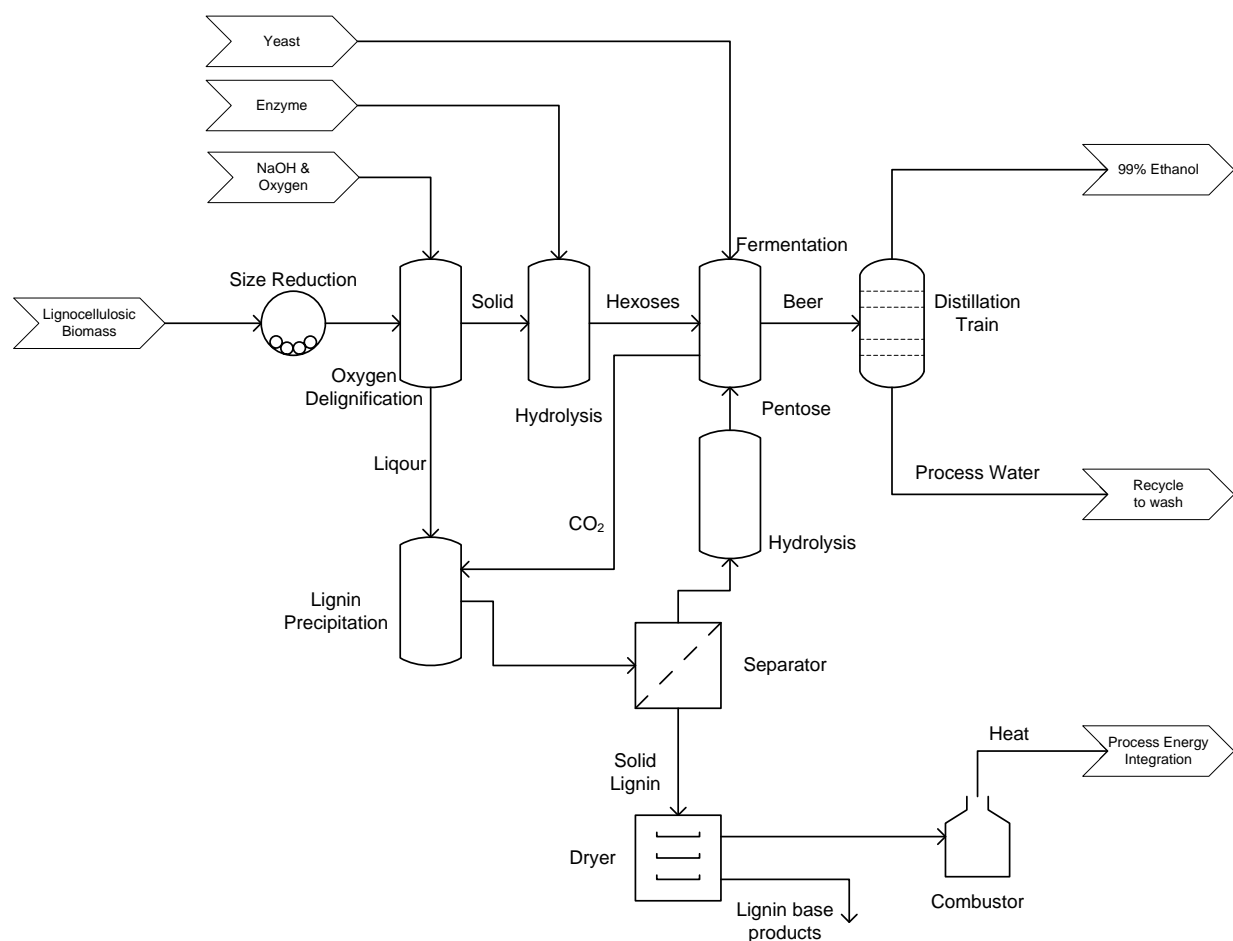 Yeast
Enzyme
NaOH &
Oxygen
99% Ethanol
Fermentation
Size Reduction
Lignocellulosic
Biomass
Solid
Hexoses
Beer
Distillation
Train
Oxygen
Delignification
Hydrolysis
Pentose
Liqour
Process Water
Recycle
to wash
CO₂
Hydrolysis
Lignin
Precipitation
Separator
Heat
Process Energy
Integration
Solid
Lignin
Dryer
Combustor
Lignin base
products